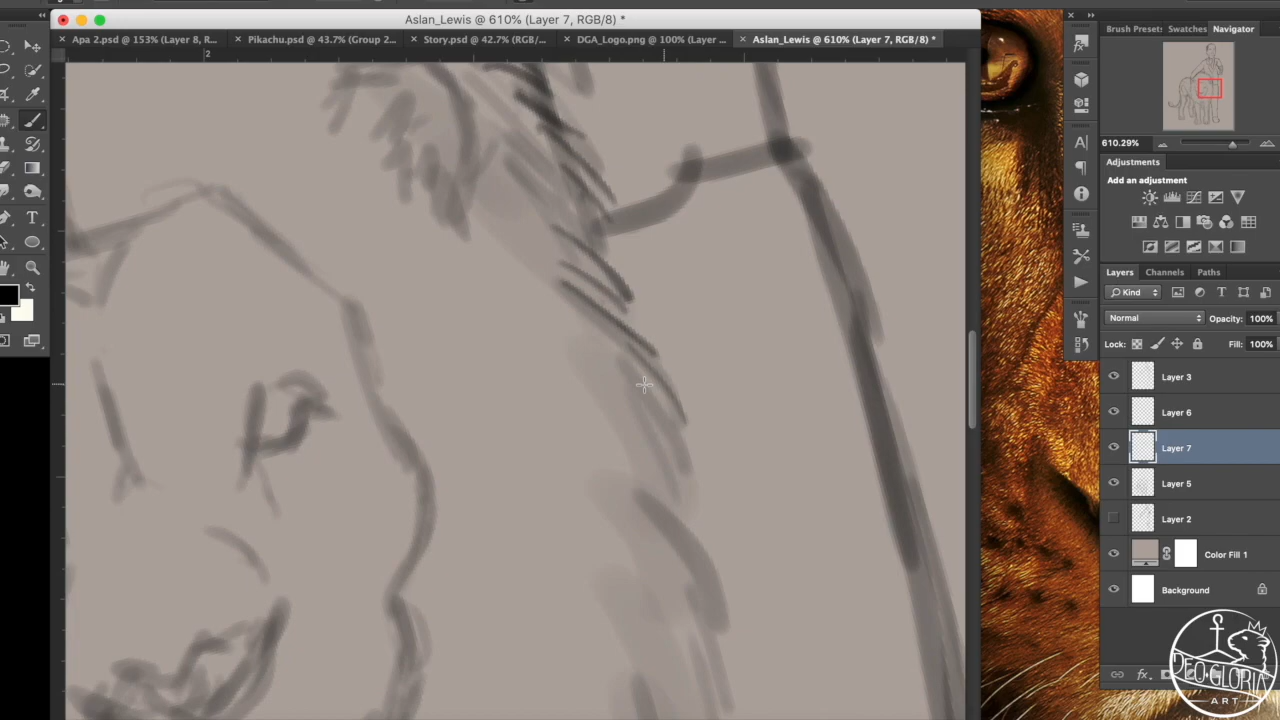 Aslan_Lewis @ 610% (Layer 7, RGB/8) *
Apa 2.psd @ 153% (Layer 8, R...
Pikachu.psd @ 43.7% (Group 2...
Story.psd @ 42.7% (RGB/...
DGA_Logo.png @ 100% (Layer ...
Aslan_Lewis @ 610% (Layer 7, RGB/8) *
Brush Preset:
Swatches
Navigator
2
610.29%
Adjustments
Add an adjustment
Layers
Channels
Paths
Kind
Normal
Opacity: 100%
Lock:
Fill: 100%
Layer 3
Layer 6
Layer 7
Layer 5
Layer 2
Color Fill 1
Background
fx
DEO GLORIA
ART